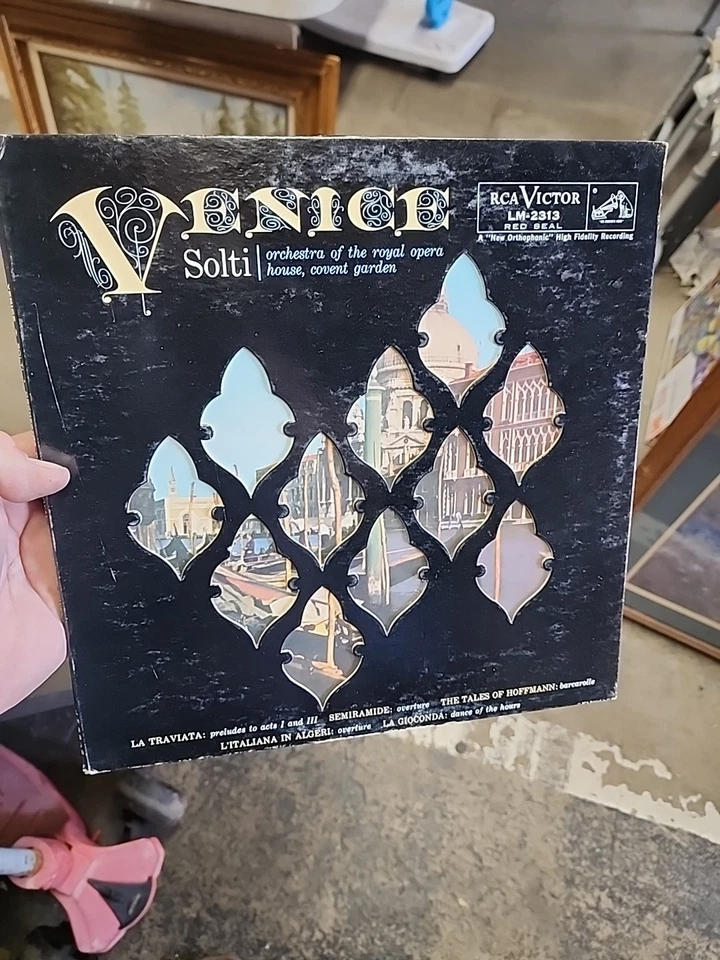 VENICE
Solti | orchestra of the royal opera
house, covent garden
RCA VICTOR
LM-2313
RED SEAL
A "New Orthophonic" High Fidelity Recording
LA TRAVIATA: preludes to acts I and III SEMIRAMIDE: overture THE TALES OF HOFFMANN: barcarolle
L'ITALIANA IN ALGERI: overture LA GIOCONDA: dance of the hours